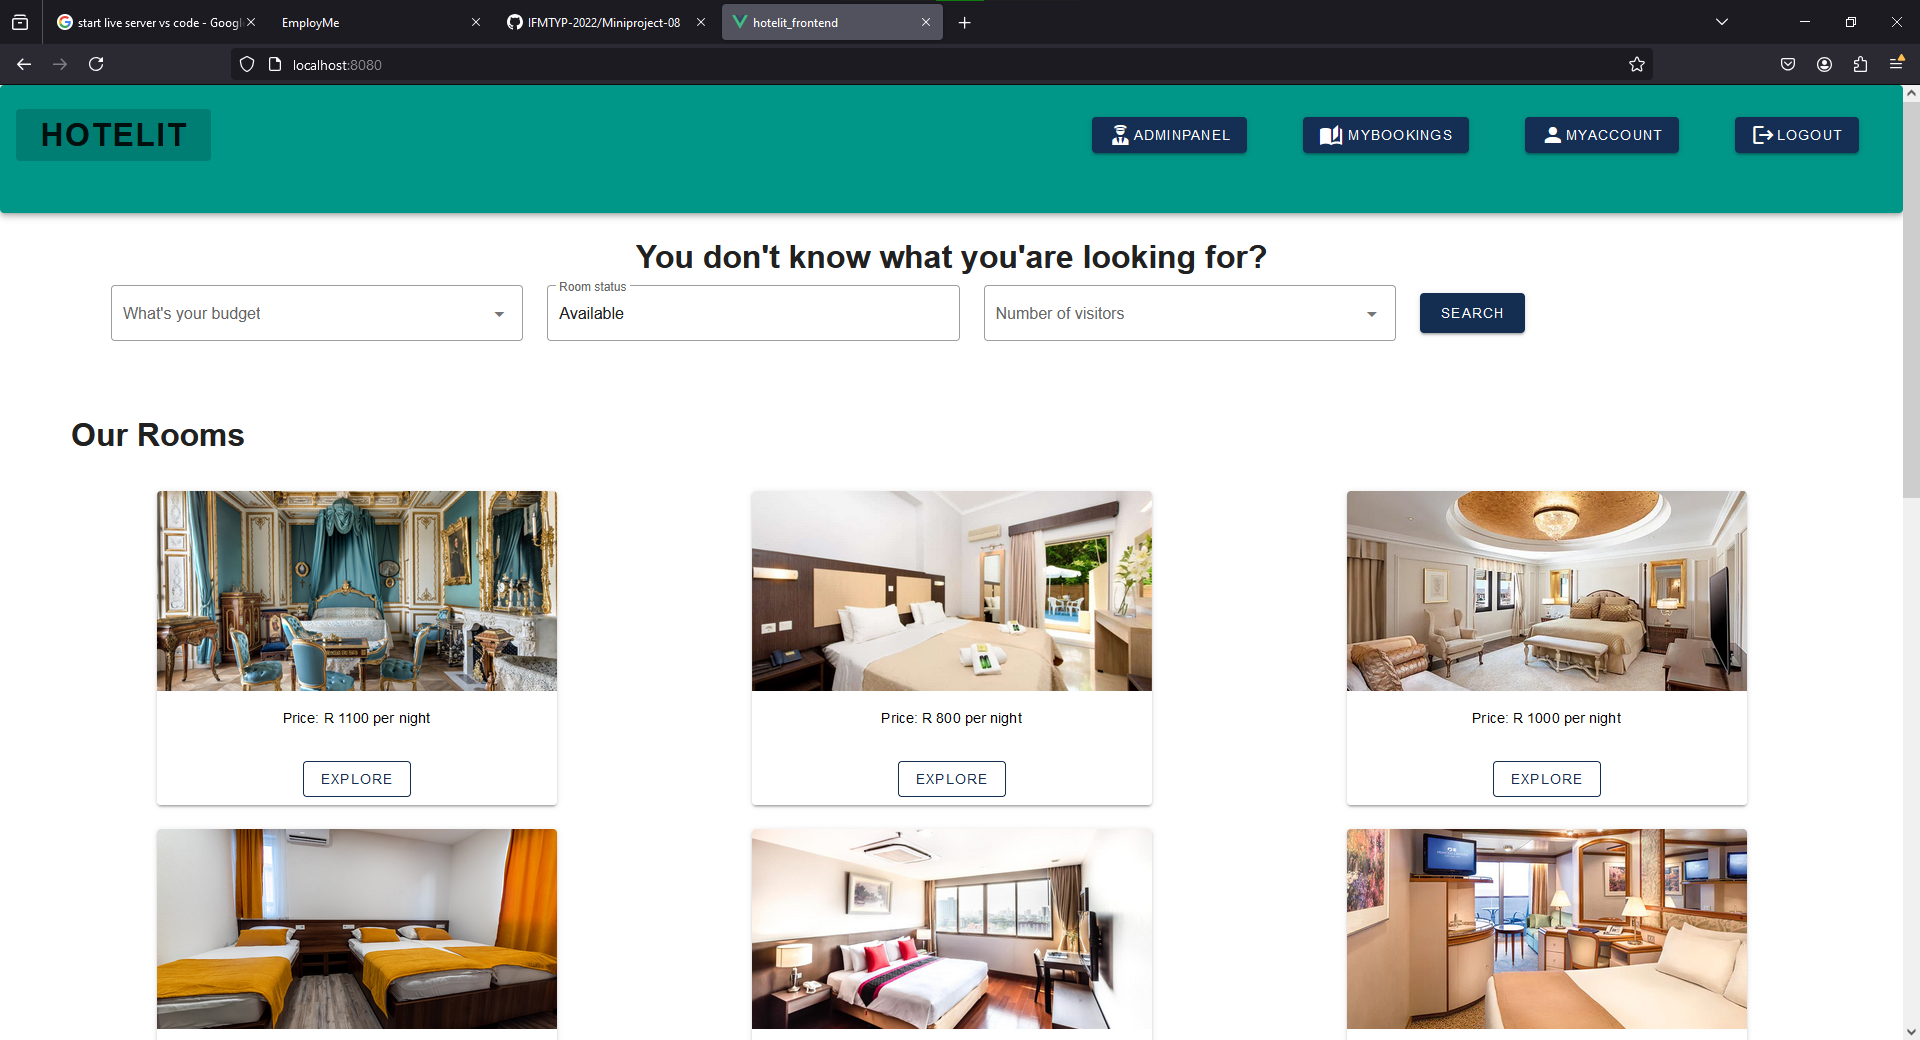 start live server vs code - Googl
EmployMe
IFMTYP-2022/Miniproject-08
hotelit_frontend
localhost:8080
HOTELIT
ADMINPANEL
MYBOOKINGS
MYACCOUNT
LOGOUT
You don't know what you'are looking for?
What's your budget
Room status
Available
Number of visitors
SEARCH
Our Rooms
Price: R 1100 per night
Price: R 800 per night
Price: R 1000 per night
EXPLORE
EXPLORE
EXPLORE